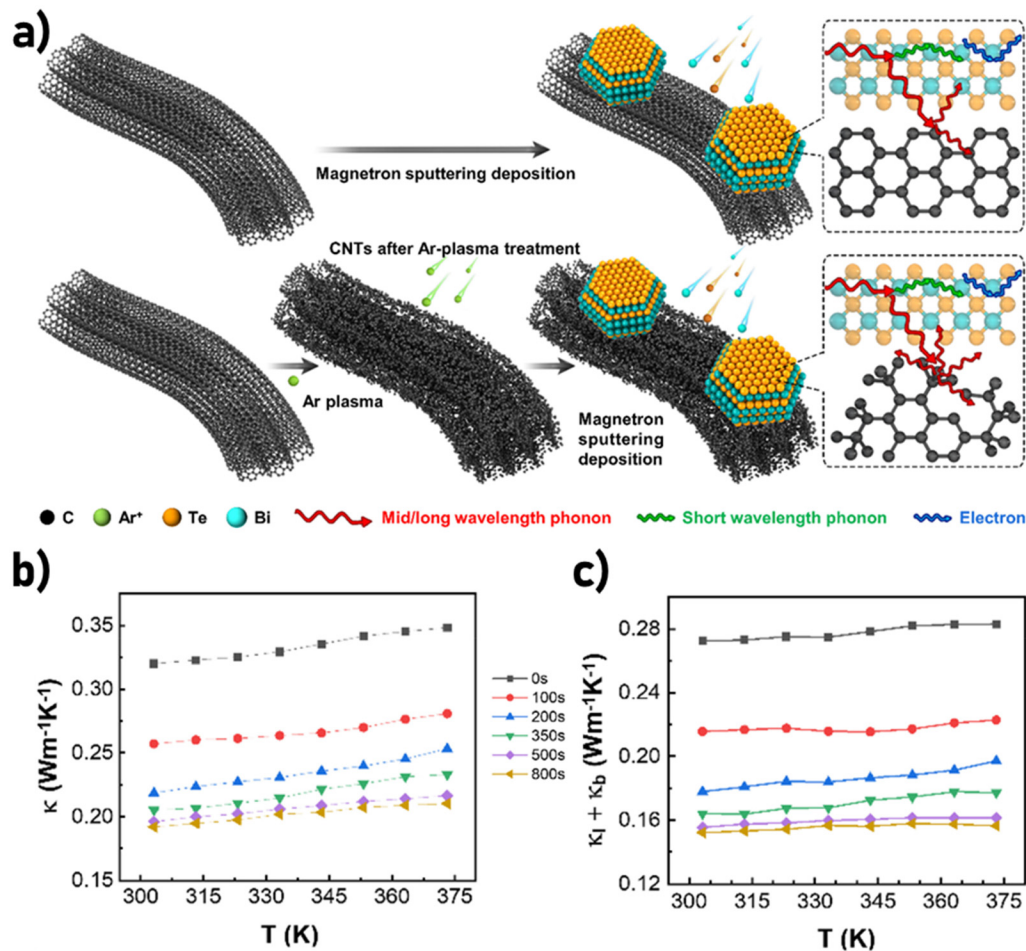 a)
Magnetron sputtering deposition
CNTs after Ar-plasma treatment
Ar plasma
Magnetron
sputtering
deposition
C
Ar⁺
Te
Bi
Mid/long wavelength phonon
Short wavelength phonon
Electron
b)
κ (Wm⁻¹K⁻¹)
0.35
0.30
0.25
0.20
0.15
300 315 330 345 360 375
T (K)
0s
100s
200s
350s
500s
800s
c)
κₗ + κb (Wm⁻¹K⁻¹)
0.28
0.24
0.20
0.16
0.12
300 315 330 345 360 375
T (K)